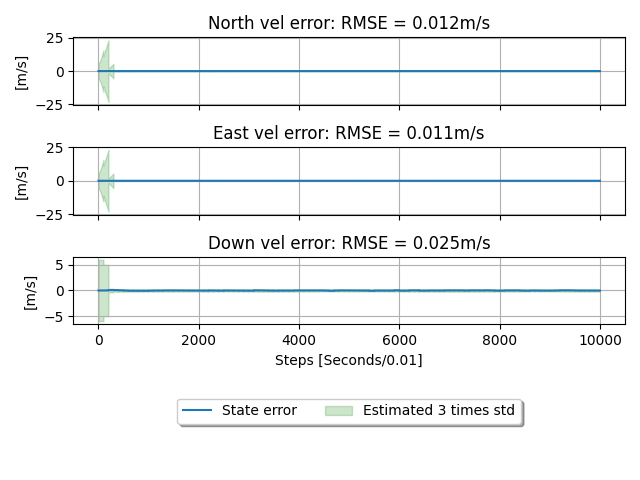 North vel error: RMSE = 0.012m/s
25
0
−25
[m/s]
East vel error: RMSE = 0.011m/s
25
0
−25
[m/s]
Down vel error: RMSE = 0.025m/s
5
0
−5
[m/s]
0 2000 4000 6000 8000 10000
Steps [Seconds/0.01]
State error Estimated 3 times std